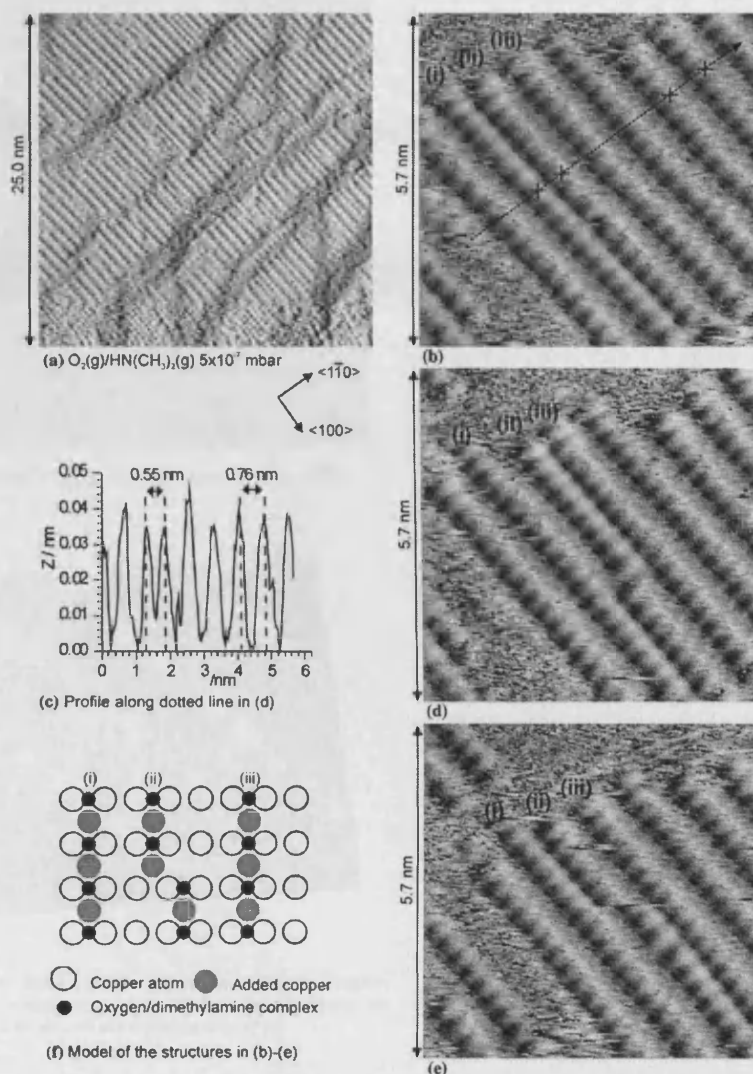 25.0 nm
(a) O₂(g)/HN(CH₃)₂(g) 5x10⁻⁷ mbar
<11̄0>
<100>
(i) (ii) (iii)
5.7 nm
(b)
0.55 nm 0.76 nm
0.05
0.04
0.03
0.02
0.01
0.00
Z / nm
0 1 2 3 4 5 6
/nm
(c) Profile along dotted line in (d)
(i) (ii) (iii)
5.7 nm
(d)
(i) (ii) (iii)
Copper atom Added copper
Oxygen/dimethylamine complex
(f) Model of the structures in (b)-(e)
(i) (ii) (iii)
5.7 nm
(e)